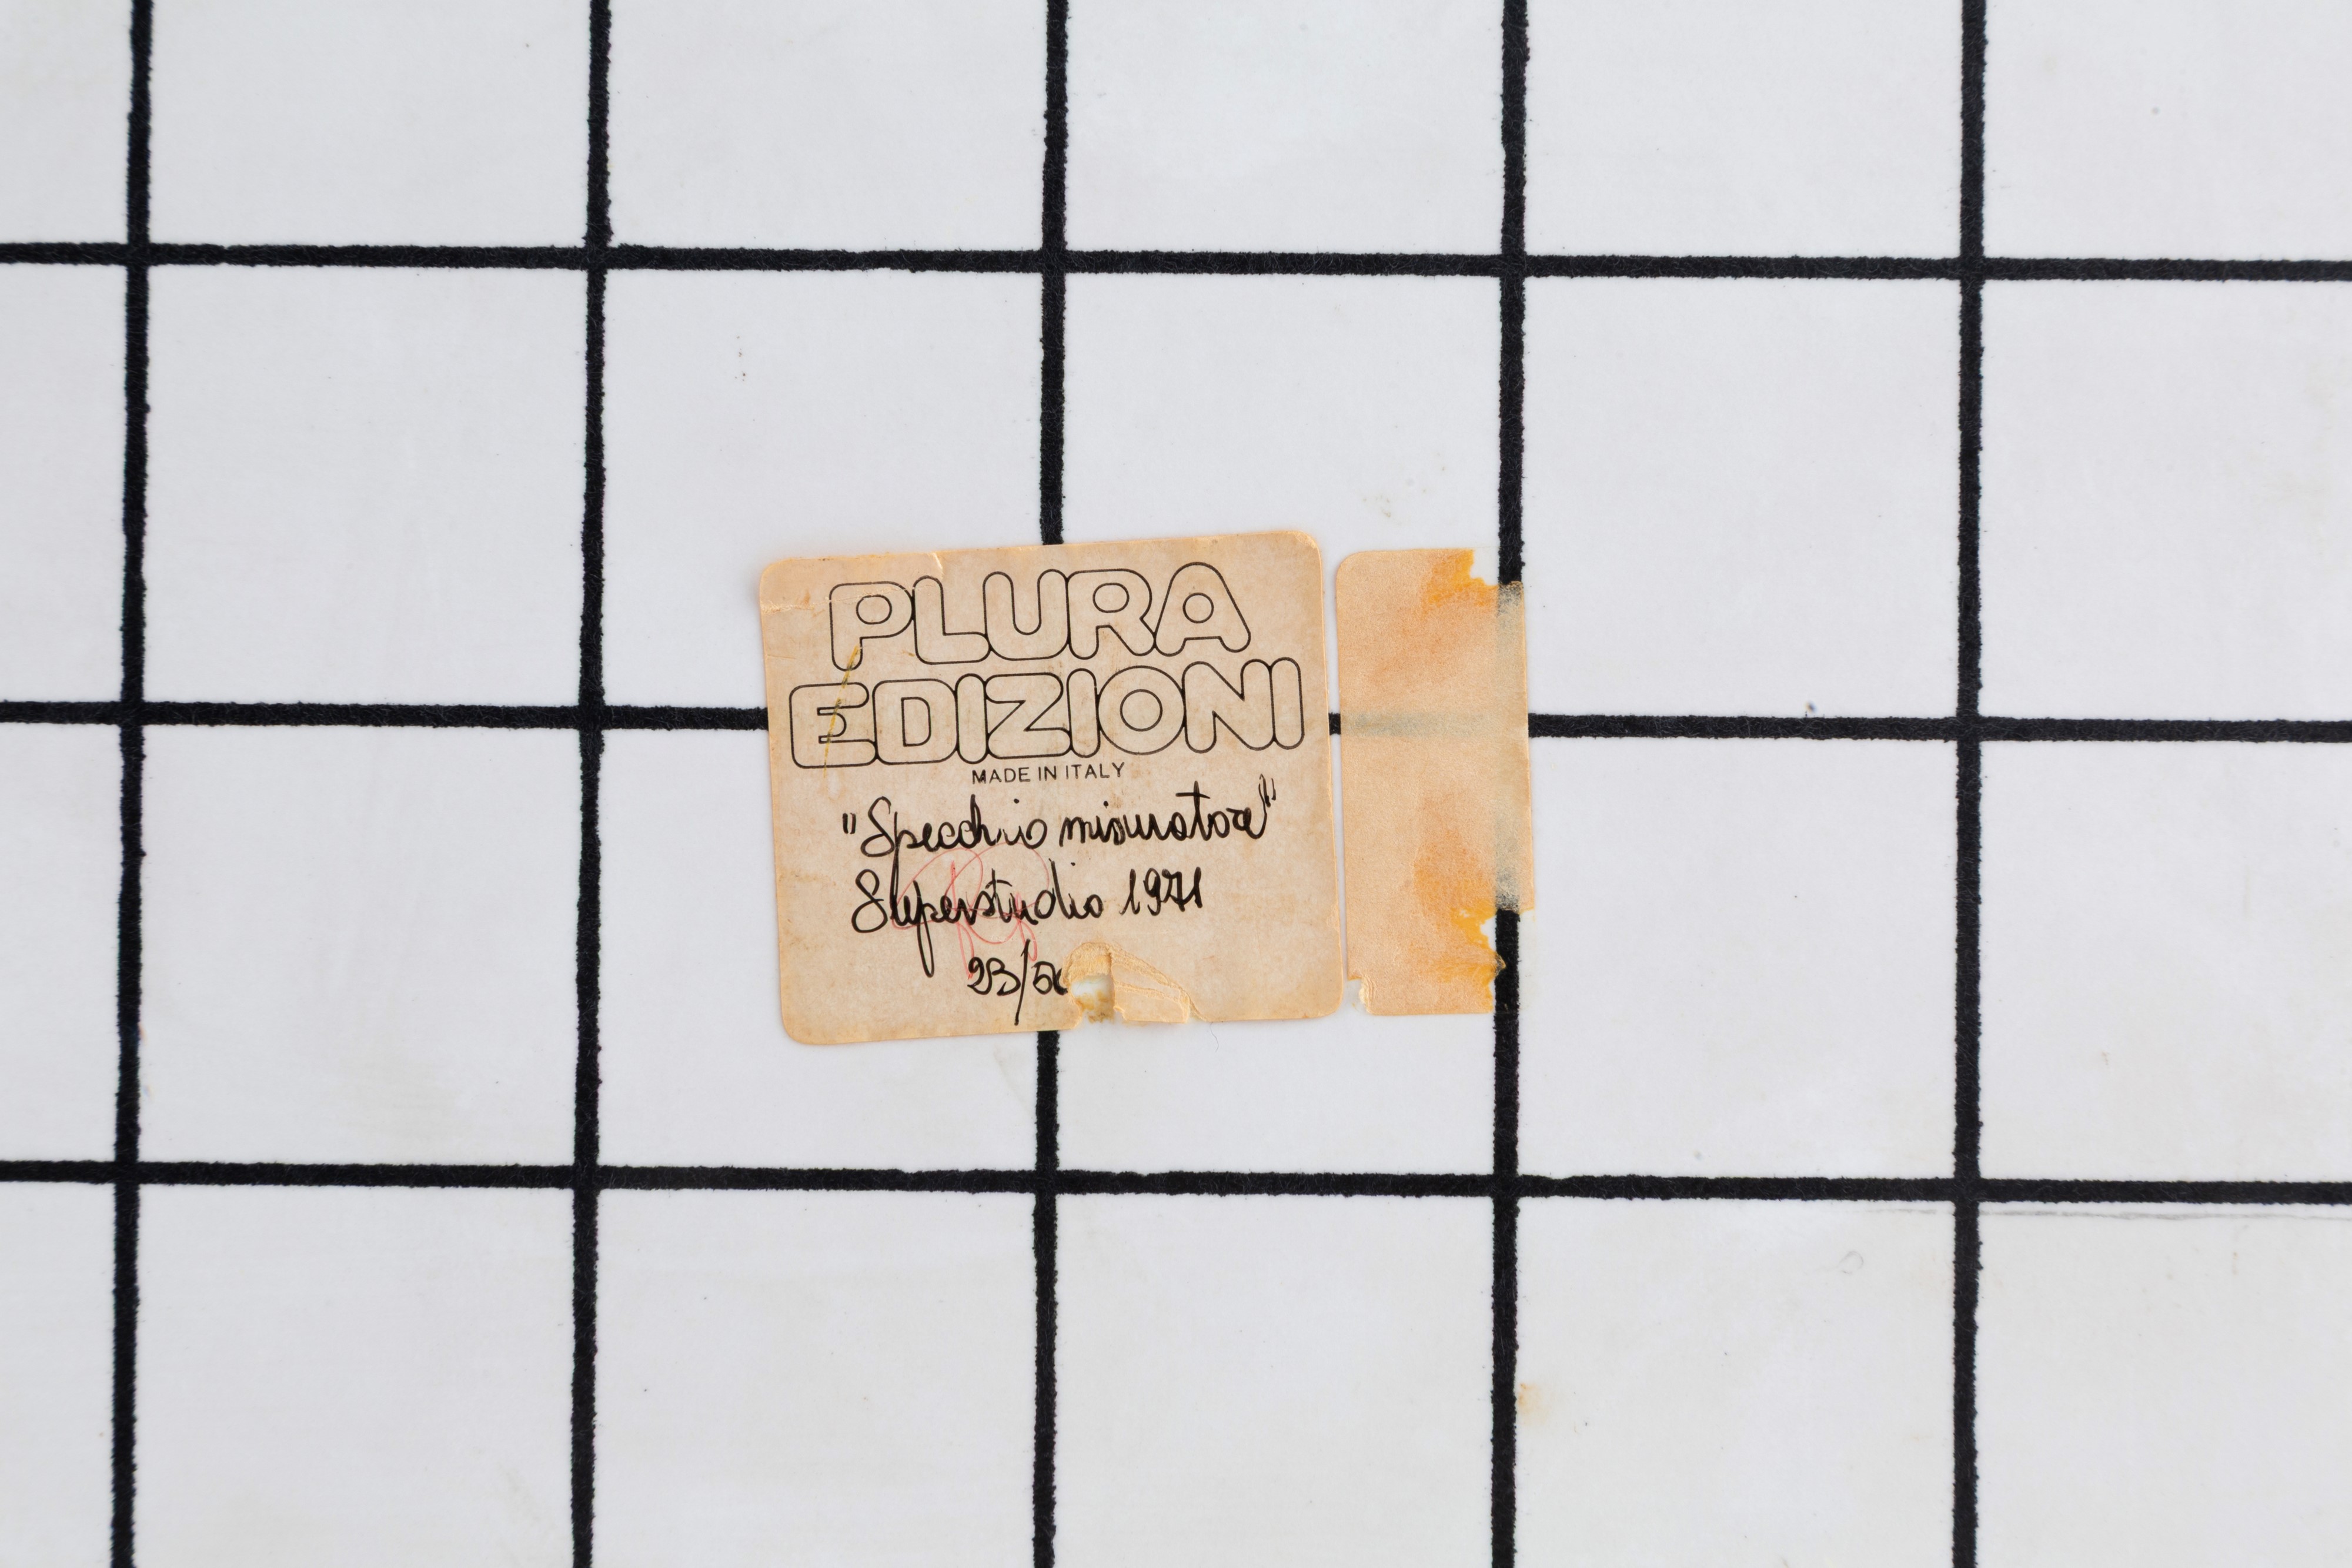 PLURA
EDIZIONI
MADE IN ITALY
"Specchio misuratore"
Superstudio 1971